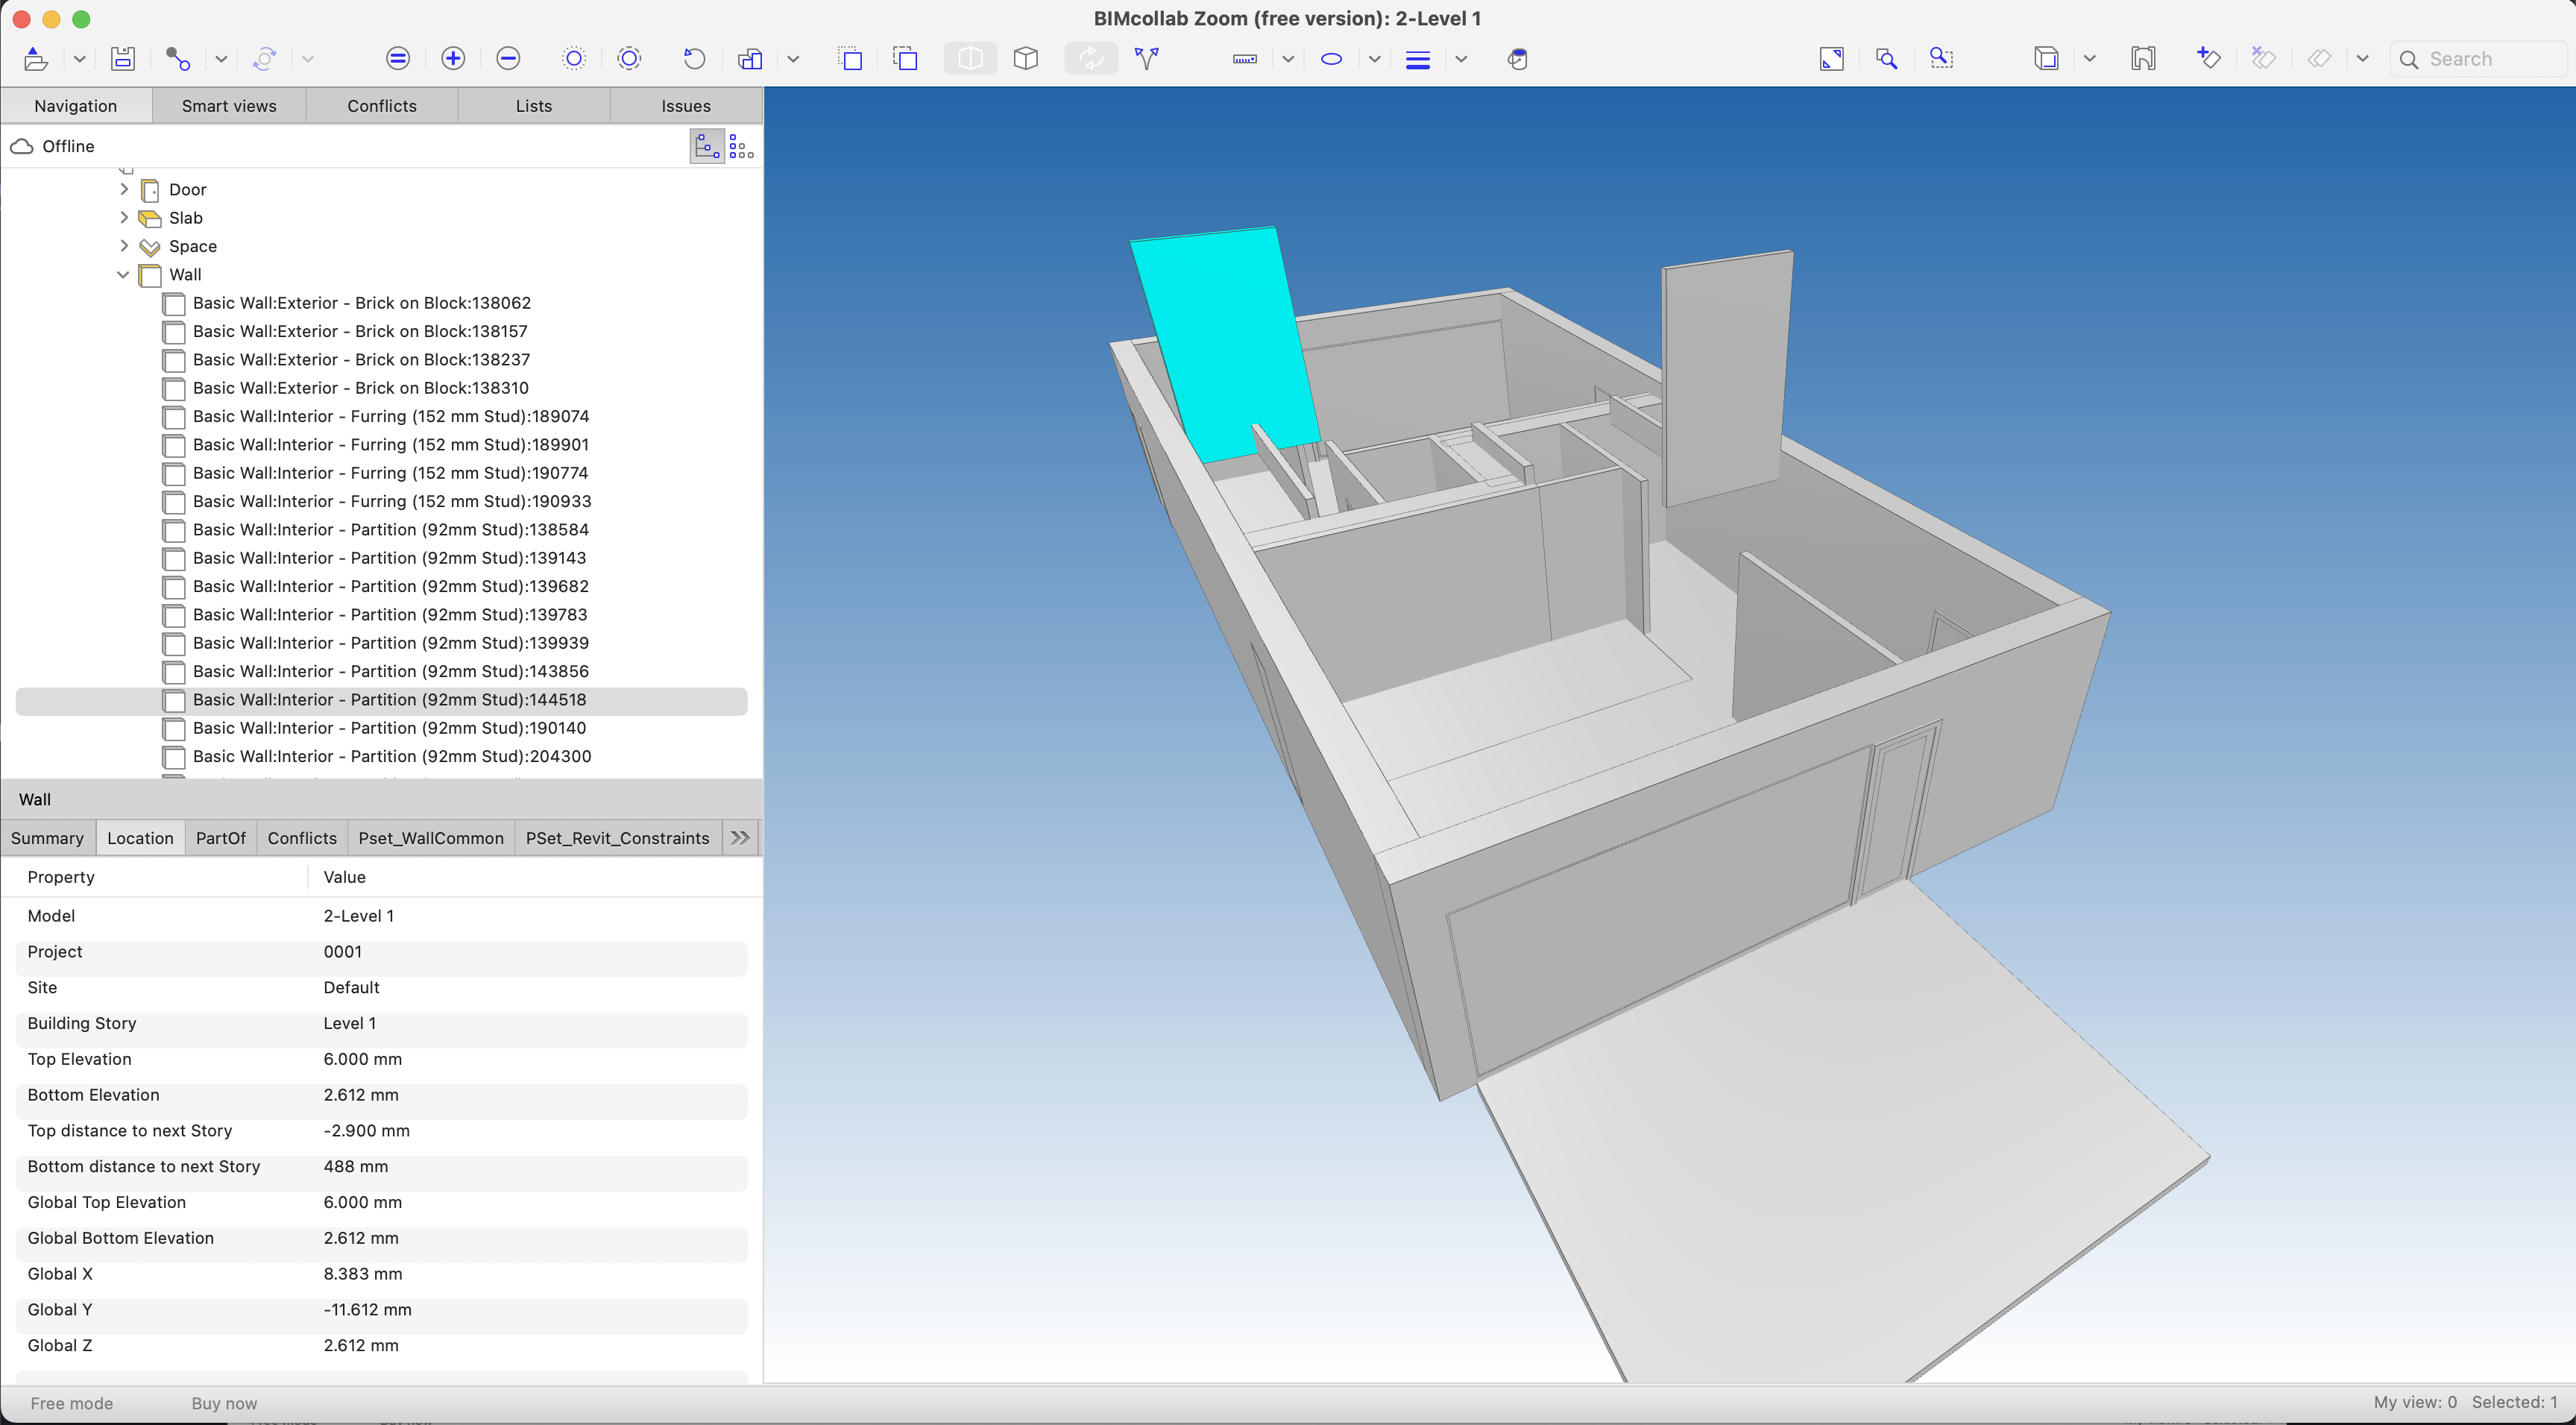 BIMcollab Zoom (free version): 2-Level 1
Search
Navigation Smart views Conflicts Lists Issues
Offline
Door
Slab
Space
Wall
Basic Wall:Exterior - Brick on Block:138062
Basic Wall:Exterior - Brick on Block:138157
Basic Wall:Exterior - Brick on Block:138237
Basic Wall:Exterior - Brick on Block:138310
Basic Wall:Interior - Furring (152 mm Stud):189074
Basic Wall:Interior - Furring (152 mm Stud):189901
Basic Wall:Interior - Furring (152 mm Stud):190774
Basic Wall:Interior - Furring (152 mm Stud):190933
Basic Wall:Interior - Partition (92mm Stud):138584
Basic Wall:Interior - Partition (92mm Stud):139143
Basic Wall:Interior - Partition (92mm Stud):139682
Basic Wall:Interior - Partition (92mm Stud):139783
Basic Wall:Interior - Partition (92mm Stud):139939
Basic Wall:Interior - Partition (92mm Stud):143856
Basic Wall:Interior - Partition (92mm Stud):144518
Basic Wall:Interior - Partition (92mm Stud):190140
Basic Wall:Interior - Partition (92mm Stud):204300
Wall
Summary Location PartOf Conflicts Pset_WallCommon PSet_Revit_Constraints
Property Value
Model 2-Level 1
Project 0001
Site Default
Building Story Level 1
Top Elevation 6.000 mm
Bottom Elevation 2.612 mm
Top distance to next Story -2.900 mm
Bottom distance to next Story 488 mm
Global Top Elevation 6.000 mm
Global Bottom Elevation 2.612 mm
Global X 8.383 mm
Global Y -11.612 mm
Global Z 2.612 mm
Free mode Buy now My view: 0 Selected: 1